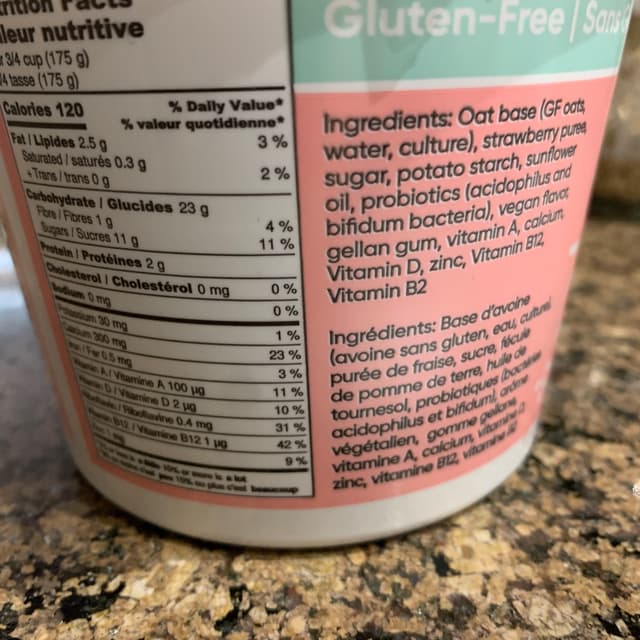 trition Facts
leur nutritive
r 3/4 cup (175 g)
/4 tasse (175 g)
Calories 120
% Daily Value*
% valeur quotidienne*
Fat / Lipides 2.5 g 3 %
Saturated / saturés 0.3 g
+ Trans / trans 0 g 2 %
Carbohydrate / Glucides 23 g
Fibre / Fibres 1 g 4 %
Sugars / Sucres 11 g 11 %
Protein / Protéines 2 g
Cholesterol / Cholestérol 0 mg 0 %
Sodium 0 mg 0 %
Potassium 30 mg 1 %
Calcium 300 mg 23 %
Iron / Fer 0.5 mg 3 %
Vitamin A / Vitamine A 100 µg 11 %
Vitamin D / Vitamine D 2 µg 10 %
Riboflavin / Riboflavine 0.4 mg 31 %
Vitamin B12 / Vitamine B12 1 µg 42 %
mg 9 %
Gluten-Free | Sans
Ingredients: Oat base (GF oats,
water, culture), strawberry puree,
sugar, potato starch, sunflower
oil, probiotics (acidophilus and
bifidum bacteria), vegan flavor,
gellan gum, vitamin A, calcium,
Vitamin D, zinc, Vitamin B12,
Vitamin B2
Ingrédients: Base d'avoine
(avoine sans gluten, eau, culture),
purée de fraise, sucre, fécule
de pomme de terre, huile de
tournesol, probiotiques (bactéries
acidophilus et bifidum), arôme
végétalien, gomme gellane,
vitamine A, calcium, vitamine D
zinc, vitamine B12, vitamine B2